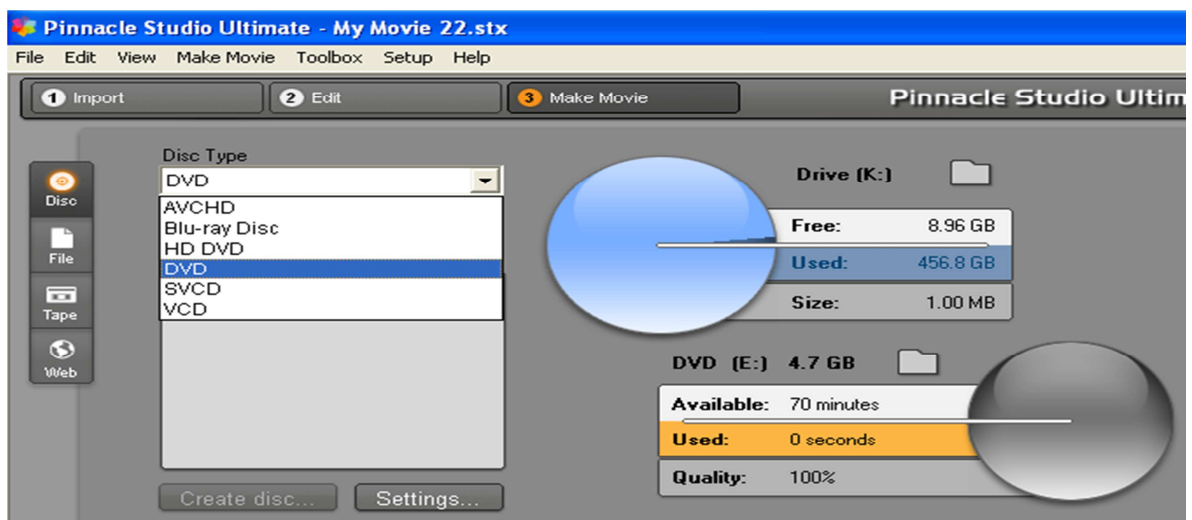 Pinnacle Studio Ultimate - My Movie 22.stx
File Edit View Make Movie Toolbox Setup Help
1 Import 2 Edit 3 Make Movie Pinnacle Studio
Disc
File
Tape
Web
Disc Type
DVD
AVCHD
Blu-ray Disc
HD DVD
DVD
SVCD
VCD
Create disc... Settings...
Drive (K:)
Free: 8.96 GB
Used: 456.8 GB
Size: 1.00 MB
DVD (E:) 4.7 GB
Available: 70 minutes
Used: 0 seconds
Quality: 100%